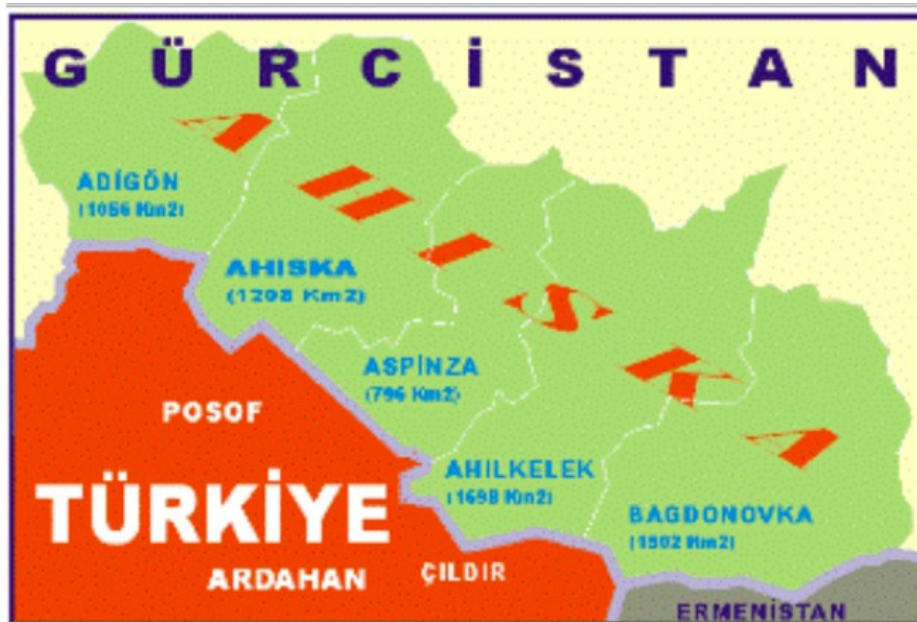 GÜRCİSTAN
AHISKA
ADİGÖN
(1056 Km2)
AHISKA
(1208 Km2)
ASPİNZA
(796 Km2)
POSOF
AHILKELEK
(1698 Km2)
TÜRKİYE
BAGDONOVKA
(1502 Km2)
ARDAHAN
ÇILDIR
ERMENİSTAN